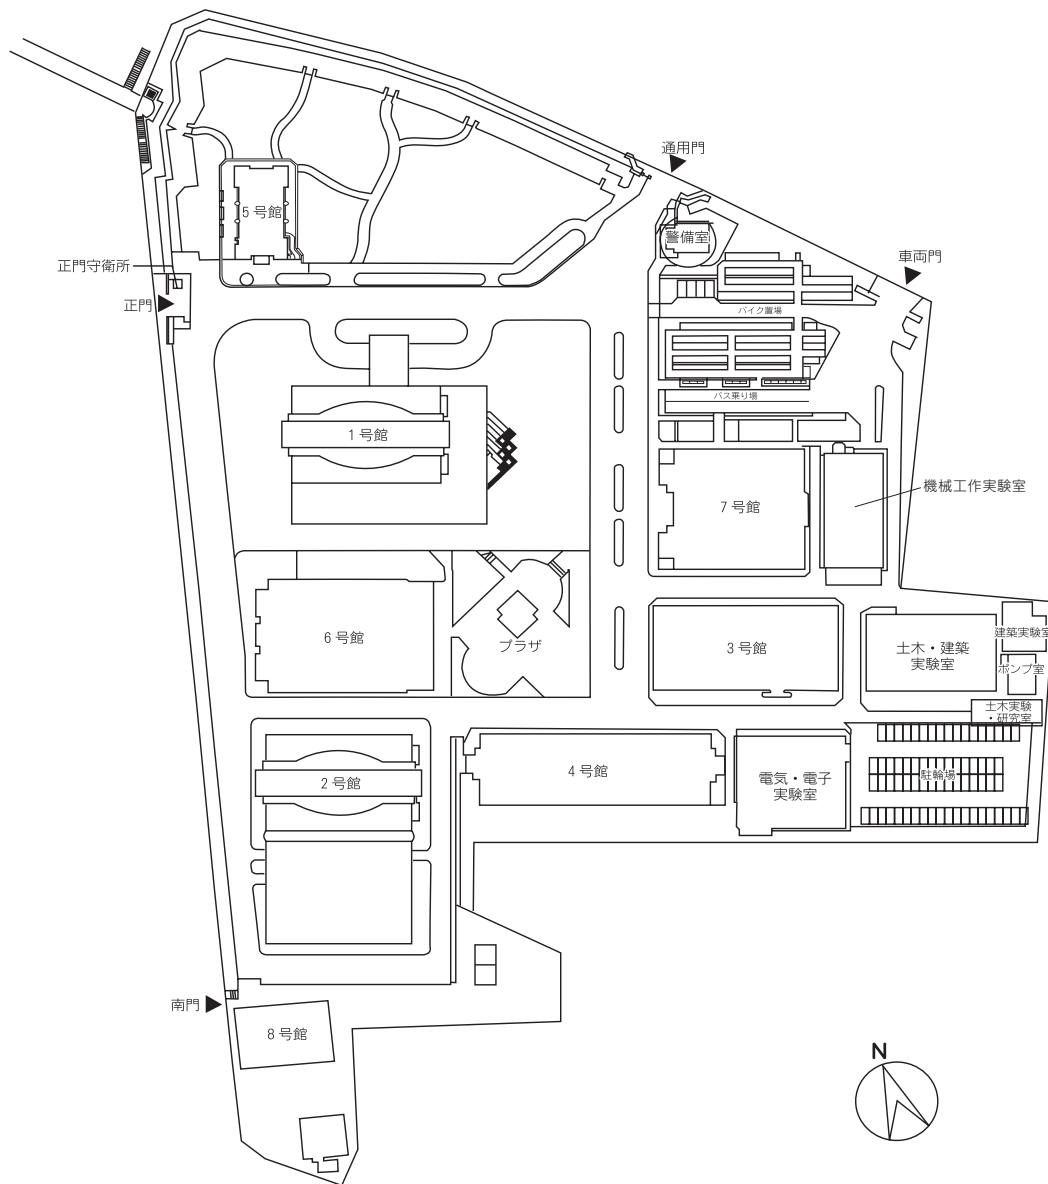 通用門
5 号館
警備室
正門守衛所
車両門
正門
バイク置場
バス乗り場
1 号館
機械工作実験室
7 号館
建築実験室
6 号館
プラザ
3 号館
土木・建築
実験室
ポンプ室
土木実験
・研究室
4 号館
電気・電子
実験室
駐輪場
2 号館
南門
8 号館
N